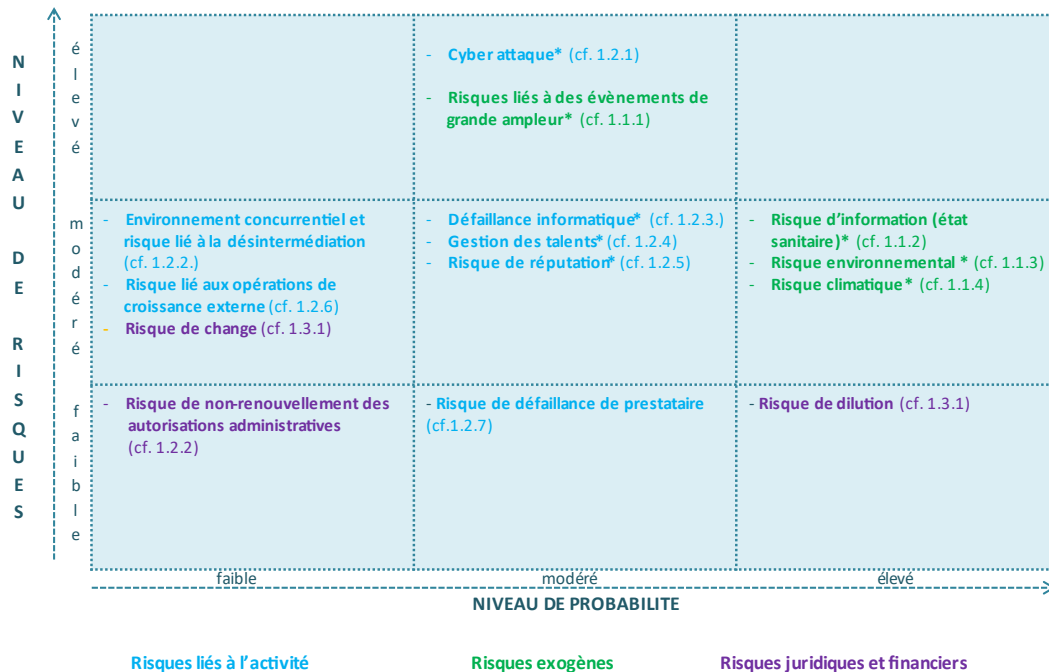 NIVEAU DE RISQUES
élevé
- Cyber attaque* (cf. 1.2.1)
- Risques liés à des évènements de
grande ampleur* (cf. 1.1.1)
modéré
- Environnement concurrentiel et
risque lié à la désintermédiation
(cf. 1.2.2.)
- Risque lié aux opérations de
croissance externe (cf. 1.2.6)
- Risque de change (cf. 1.3.1)
- Défaillance informatique* (cf. 1.2.3.)
- Gestion des talents* (cf. 1.2.4)
- Risque de réputation* (cf. 1.2.5)
- Risque d'information (état
sanitaire)* (cf. 1.1.2)
- Risque environnemental * (cf. 1.1.3)
- Risque climatique* (cf. 1.1.4)
faible
- Risque de non-renouvellement des
autorisations administratives
(cf. 1.2.2)
- Risque de défaillance de prestataire
(cf.1.2.7)
- Risque de dilution (cf. 1.3.1)
faible modéré élevé
NIVEAU DE PROBABILITE
Risques liés à l'activité Risques exogènes Risques juridiques et financiers